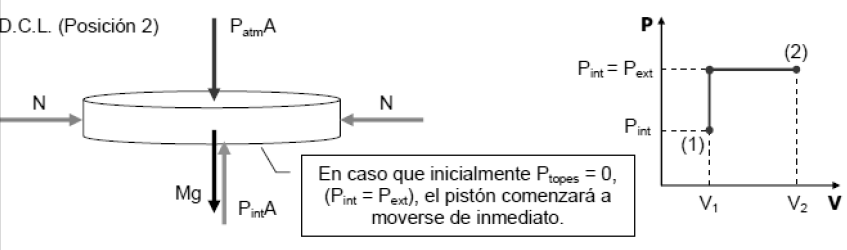 D.C.L. (Posición 2)
PatmA
N
N
Mg
PintA
En caso que inicialmente Ptopes = 0,
(Pint = Pext), el pistón comenzará a
moverse de inmediato.
P
(2)
Pint = Pext
Pint
(1)
V1
V2
V